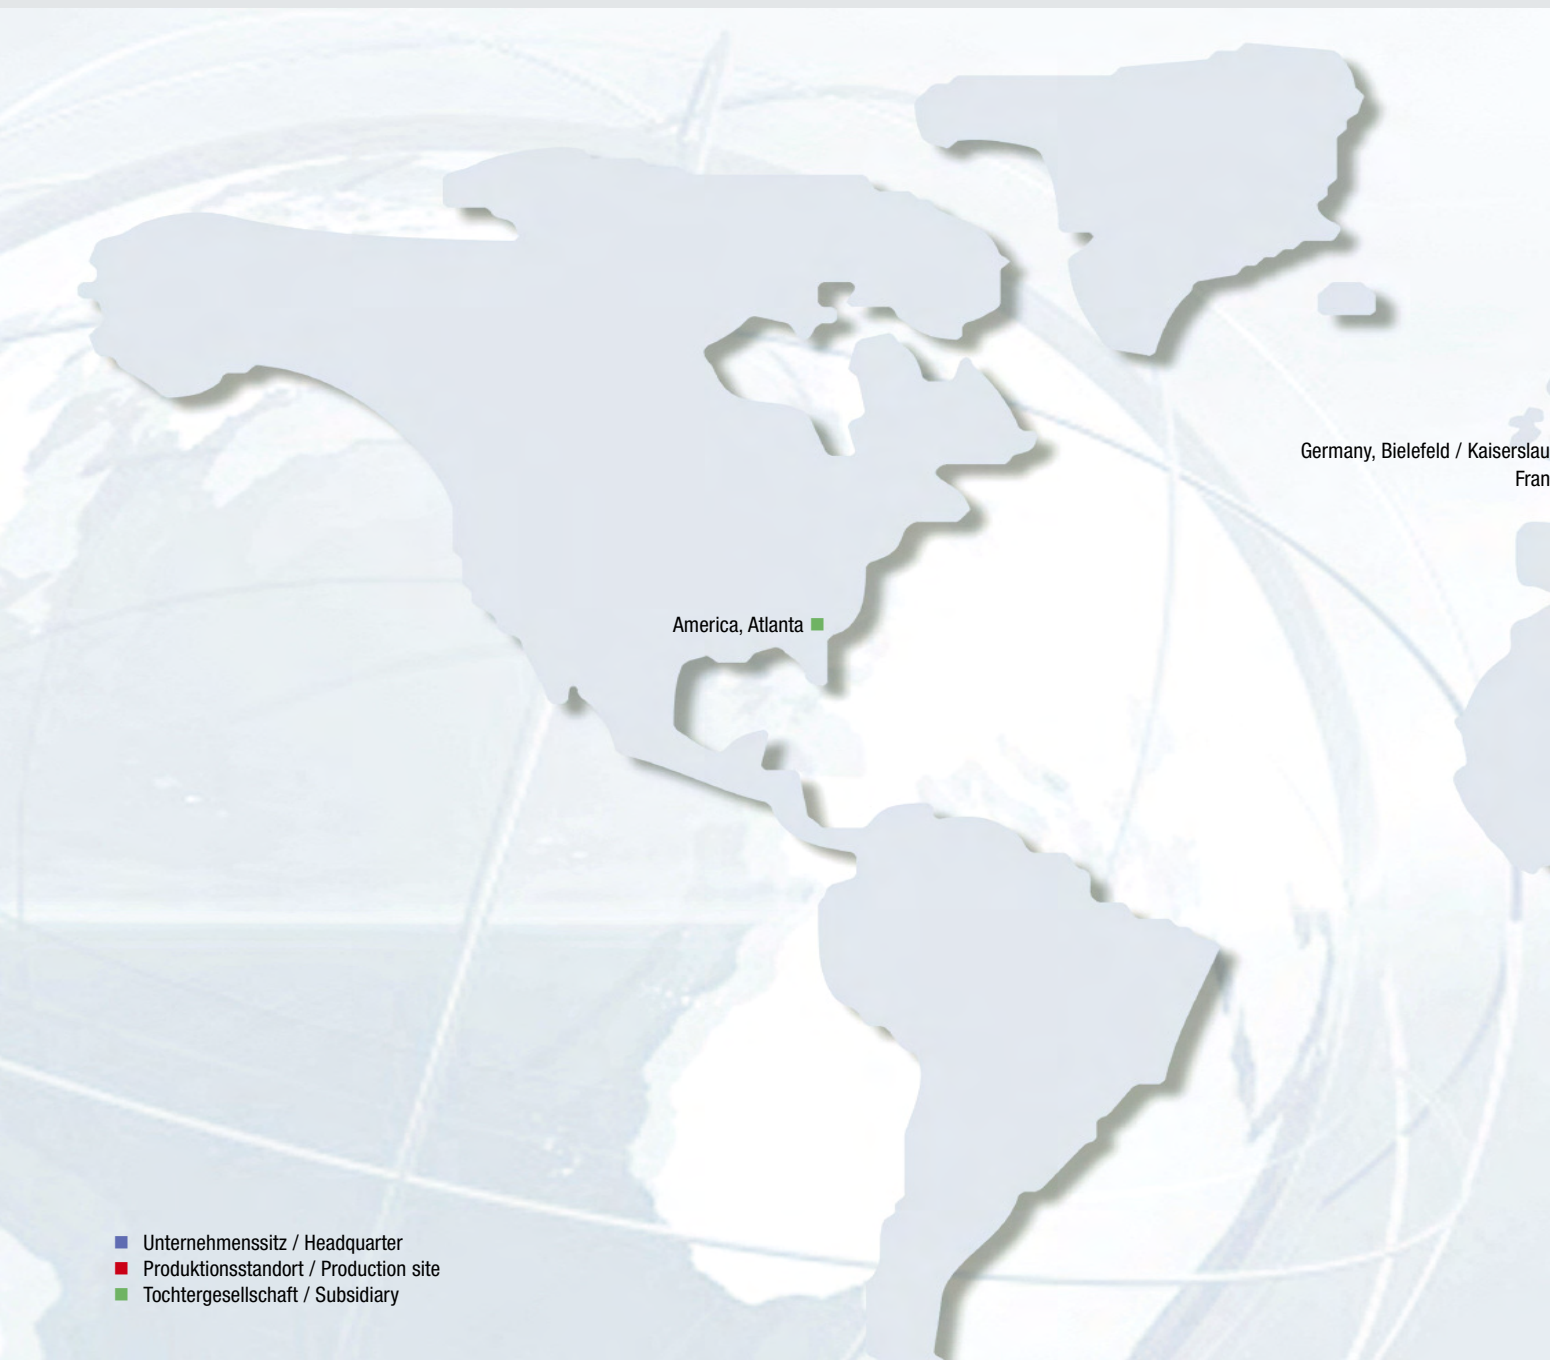 Germany, Bielefeld / Kaiserslau
Fran
America, Atlanta
Unternehmenssitz / Headquarter
Produktionsstandort / Production site
Tochtergesellschaft / Subsidiary